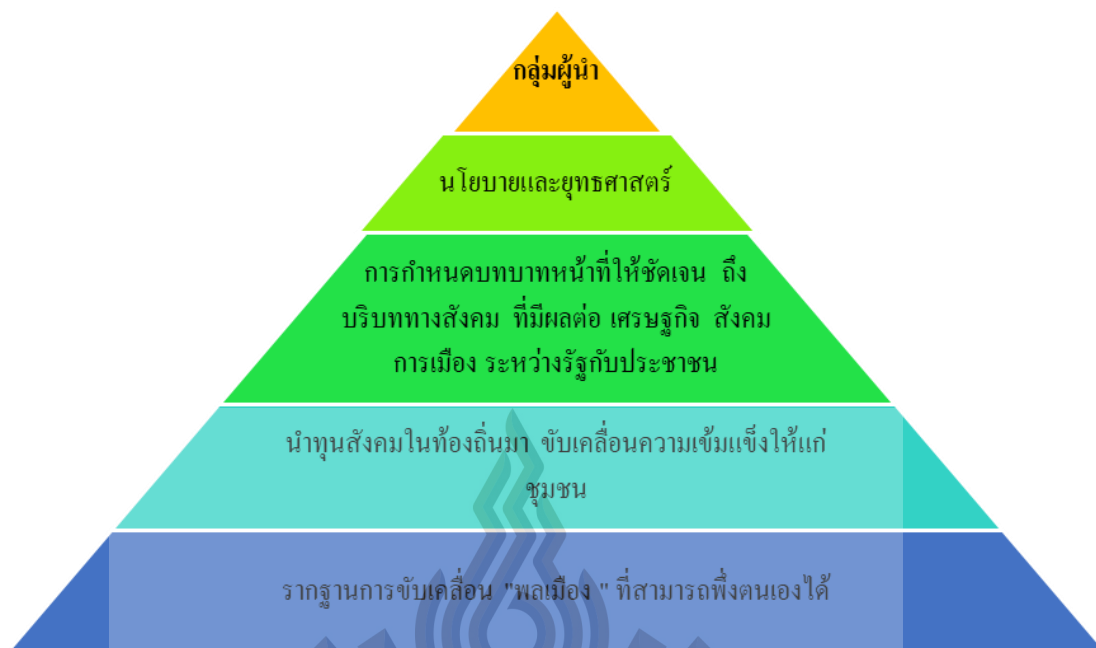 กลุ่มผู้นำ
นโยบายและยุทธศาสตร์
การกำหนดบทบาทหน้าที่ให้ชัดเจน ถึง
บริบททางสังคม ที่มีผลต่อ เศรษฐกิจ สังคม
การเมือง ระหว่างรัฐกับประชาชน
นำทุนสังคมในท้องถิ่นมา ขับเคลื่อนความเข้มแข็งให้แก่
ชุมชน
รากฐานการขับเคลื่อน "พลเมือง " ที่สามารถพึ่งตนเองได้